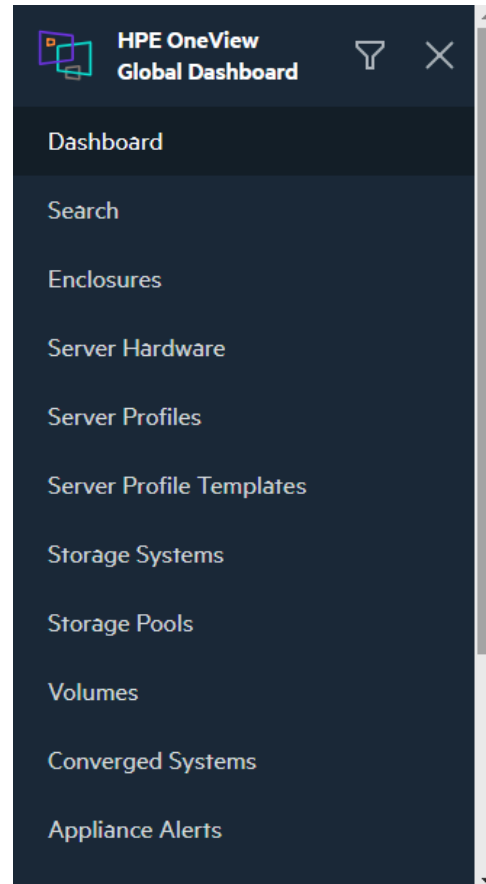 HPE OneView
Global Dashboard
Dashboard
Search
Enclosures
Server Hardware
Server Profiles
Server Profile Templates
Storage Systems
Storage Pools
Volumes
Converged Systems
Appliance Alerts